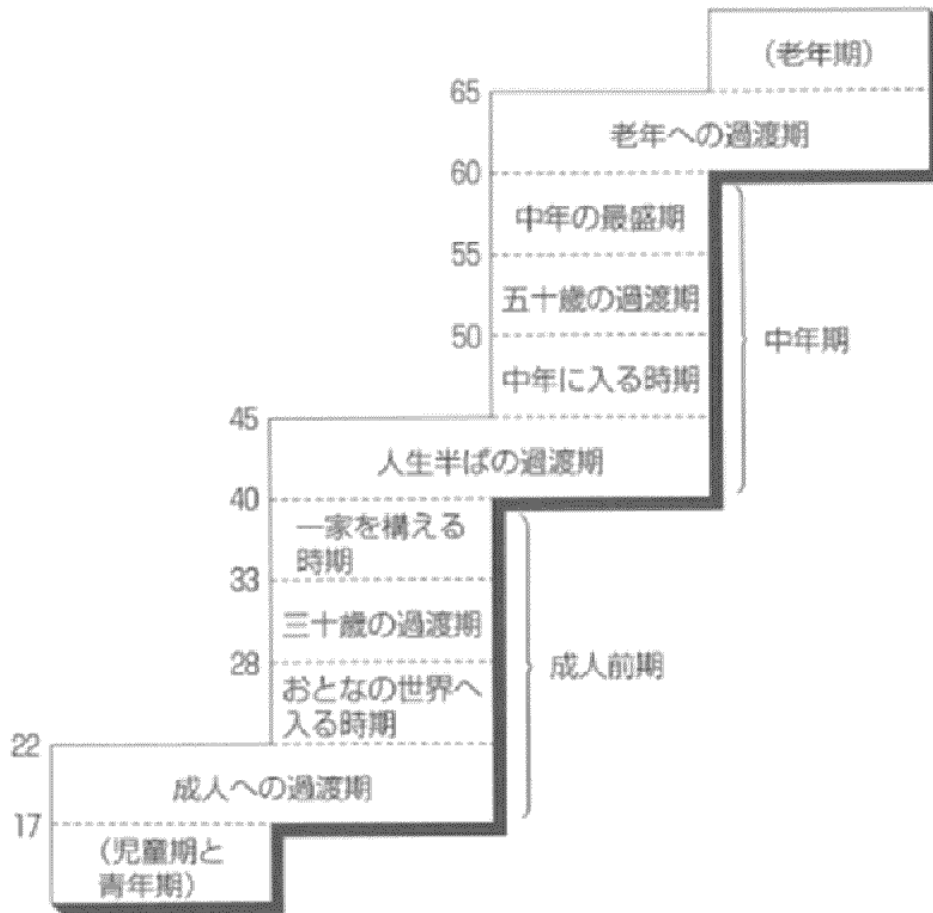 (老年期)
65
老年への過渡期
60
中年の最盛期
55
五十歳の過渡期
50
中年期
中年に入る時期
45
人生半ばの過渡期
40
一家を構える
時期
33
三十歳の過渡期
28
成人前期
おとなの世界へ
入る時期
22
成人への過渡期
17
(児童期と
青年期)